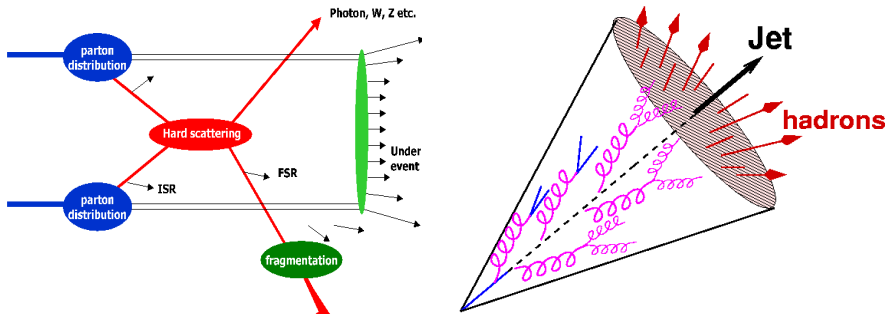 Photon, W, Z etc.
parton
distribution
Hard scattering
Under
event
FSR
ISR
parton
distribution
fragmentation
Jet
hadrons